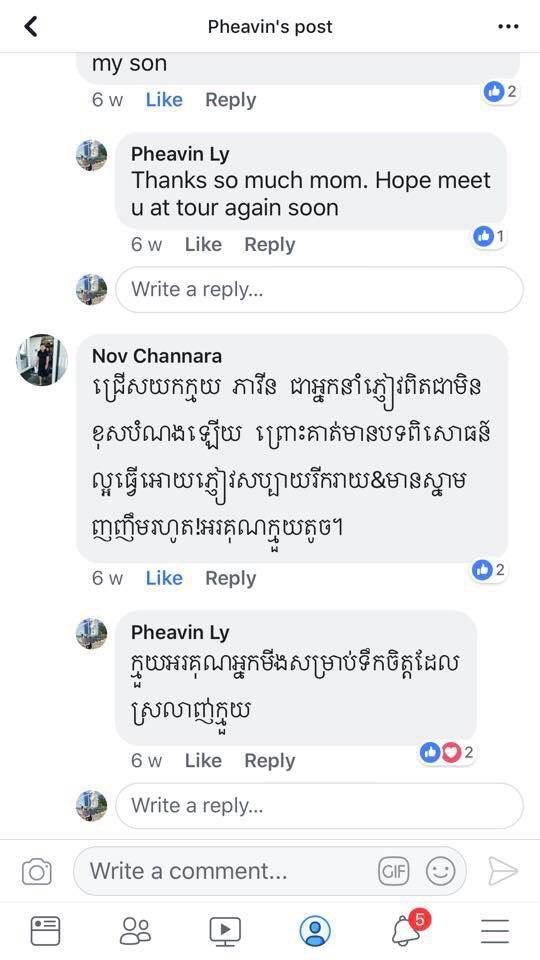 Pheavin's post
my son
6 w Like Reply 2
Pheavin Ly
Thanks so much mom. Hope meet
u at tour again soon
6 w Like Reply 1
Write a reply...
Nov Channara
ជ្រើសយកក្មួយ ភាវីន ជាអ្នកនាំភ្ញៀវពិតជាមិន
ខុសបំណងឡើយ ព្រោះគាត់មានបទពិសោធន៍
ល្អធ្វើអោយភ្ញៀវសប្បាយរីករាយ&មានស្នាម
ញញឹមរហូត!អរគុណក្មួយតូច។
6 w Like Reply 2
Pheavin Ly
ក្មួយអរគុណអ្នកមីងសម្រាប់ទឹកចិត្តដែល
ស្រលាញ់ក្មួយ
6 w Like Reply 2
Write a reply...
Write a comment... GIF
5